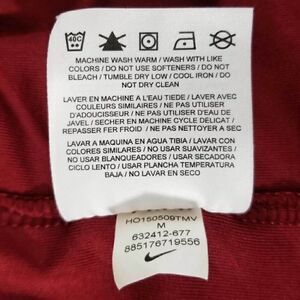 40C
MACHINE WASH WARM / WASH WITH LIKE
COLORS / DO NOT USE SOFTENERS / DO NOT
BLEACH / TUMBLE DRY LOW / COOL IRON / DO
NOT DRY CLEAN
LAVER EN MACHINE A L'EAU TIEDE / LAVER AVEC
COULEURS SIMILAIRES / NE PAS UTILISER
D'ADOUCISSEUR / NE PAS UTILISER D'EAU DE
JAVEL / SECHER EN MACHINE CYCLE DELICAT /
REPASSER FER FROID / NE PAS NETTOYER A SEC
LAVAR A MAQUINA EN AGUA TIBIA / LAVAR CON
COLORES SIMILARES / NO USAR SUAVIZANTES /
NO USAR BLANQUEADORES / USAR SECADORA
CICLO LENTO / USAR PLANCHA TEMPERATURA
BAJA / NO LAVAR EN SECO
HO150509TMV
M
632412-677
885176719556